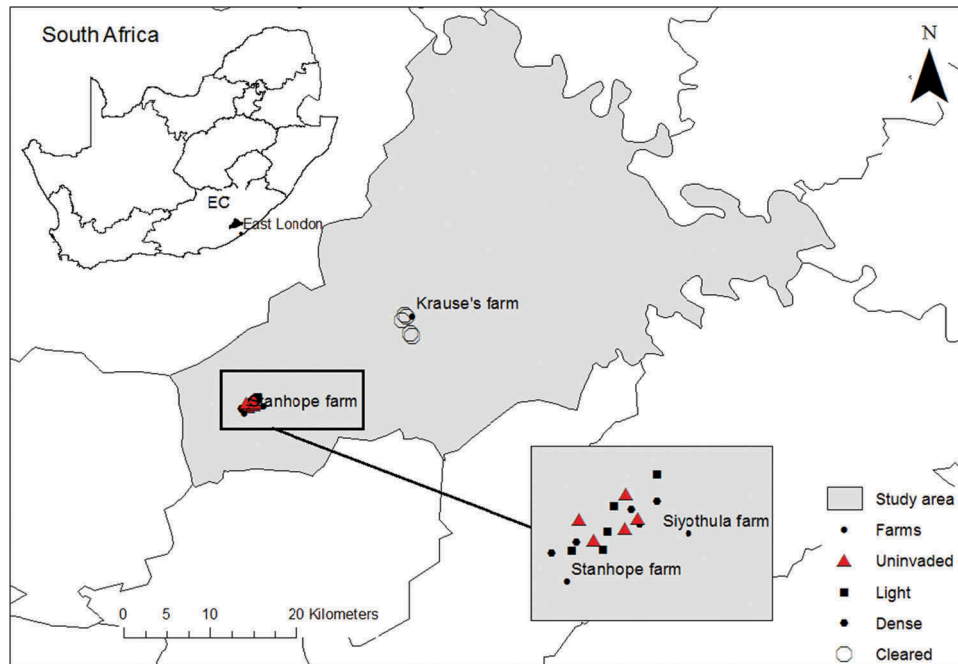 South Africa
N
EC
East London
Krause's farm
Stanhope farm
Siyothula farm
Stanhope farm
Study area
Farms
Uninvaded
Light
Dense
Cleared
0 5 10 20 Kilometers